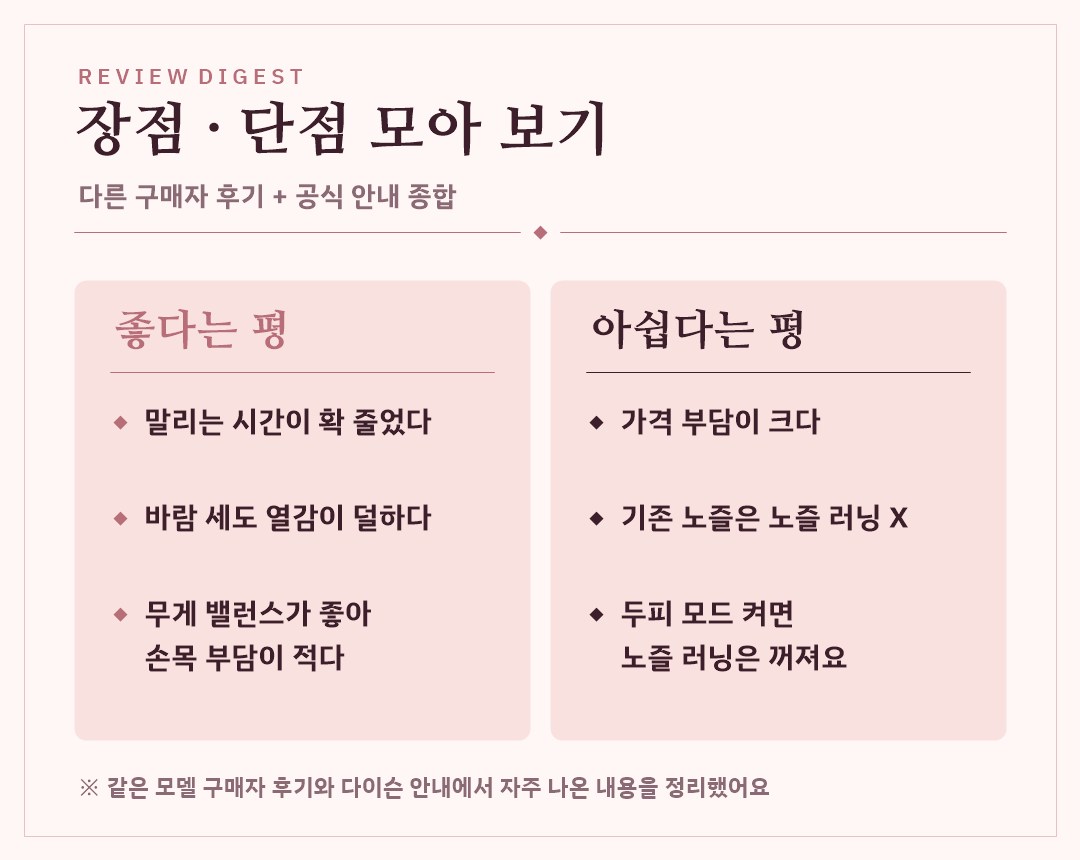 REVIEW DIGEST
장점 · 단점 모아 보기
다른 구매자 후기 + 공식 안내 종합
좋다는 평
말리는 시간이 확 줄었다
바람 세도 열감이 덜하다
무게 밸런스가 좋아
손목 부담이 적다
아쉽다는 평
가격 부담이 크다
기존 노즐은 노즐 러닝 X
두피 모드 켜면
노즐 러닝은 꺼져요
※ 같은 모델 구매자 후기와 다이슨 안내에서 자주 나온 내용을 정리했어요